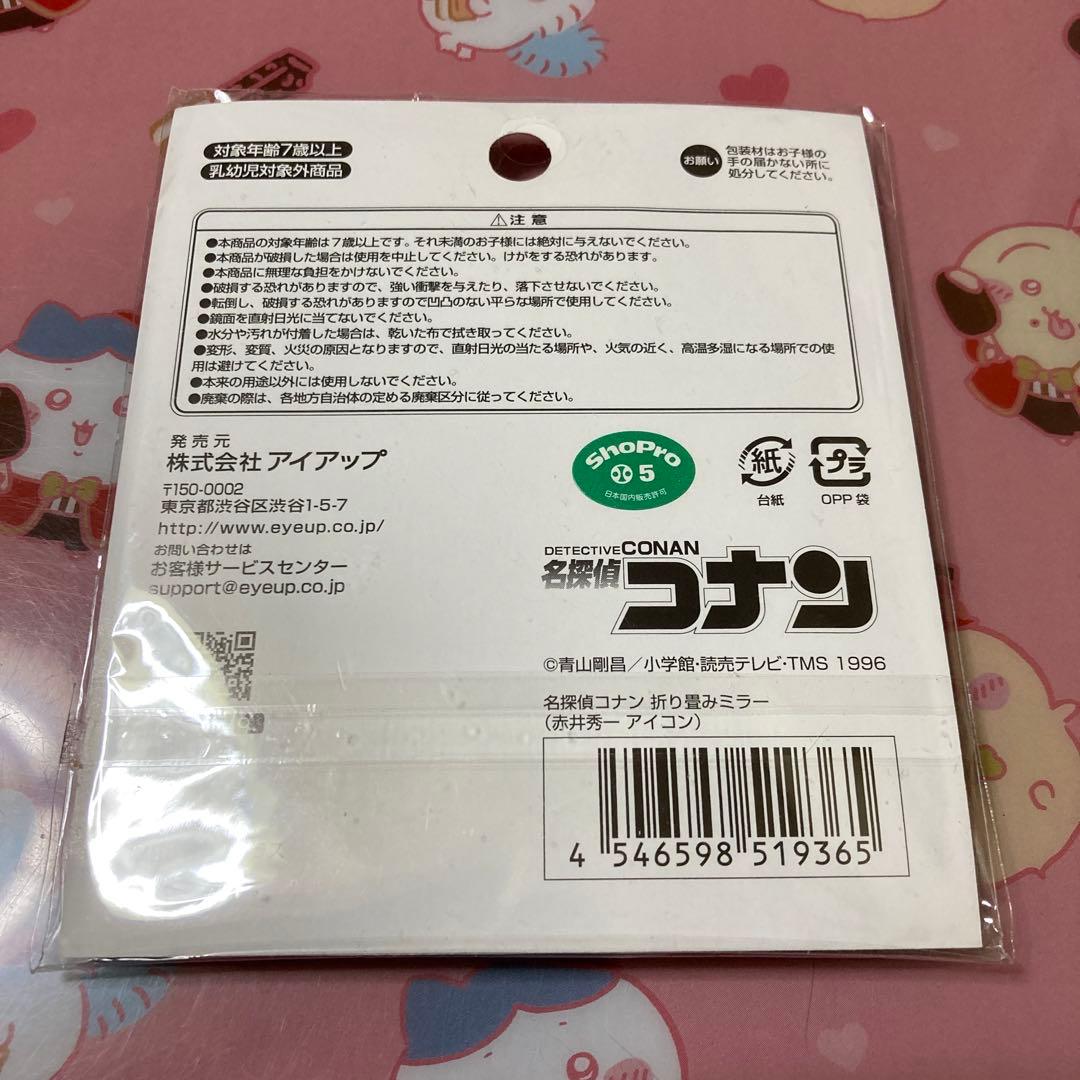 対象年齢7歳以上
乳幼児対象外商品
お願い
包装材はお子様の
手の届かない所に
処分してください。
⚠注意
●本商品の対象年齢は7歳以上です。それ未満のお子様には絶対に与えないでください。
●本商品が破損した場合は使用を中止してください。けがをする恐れがあります。
●本商品に無理な負担をかけないでください。
●破損する恐れがありますので、強い衝撃を与えたり、落下させないでください。
●転倒し、破損する恐れがありますので凹凸のない平らな場所で使用してください。
●鏡面を直射日光に当てないでください。
●水分や汚れが付着した場合は、乾いた布で拭き取ってください。
●変形、変質、火災の原因となりますので、直射日光の当たる場所や、火気の近く、高温多湿になる場所での使
用は避けてください。
●本来の用途以外には使用しないでください。
●廃棄の際は、各地方自治体の定める廃棄区分に従ってください。
発売元
株式会社 アイアップ
〒150-0002
東京都渋谷区渋谷1-5-7
http://www.eyeup.co.jp/
お問い合わせは
お客様サービスセンター
support@eyeup.co.jp
ShoPro
5
日本国内販売許可
紙
台紙
プラ
OPP袋
DETECTIVE CONAN
名探偵コナン
©青山剛昌／小学館・読売テレビ・TMS 1996
名探偵コナン 折り畳みミラー
（赤井秀一 アイコン）
4 546598 519365